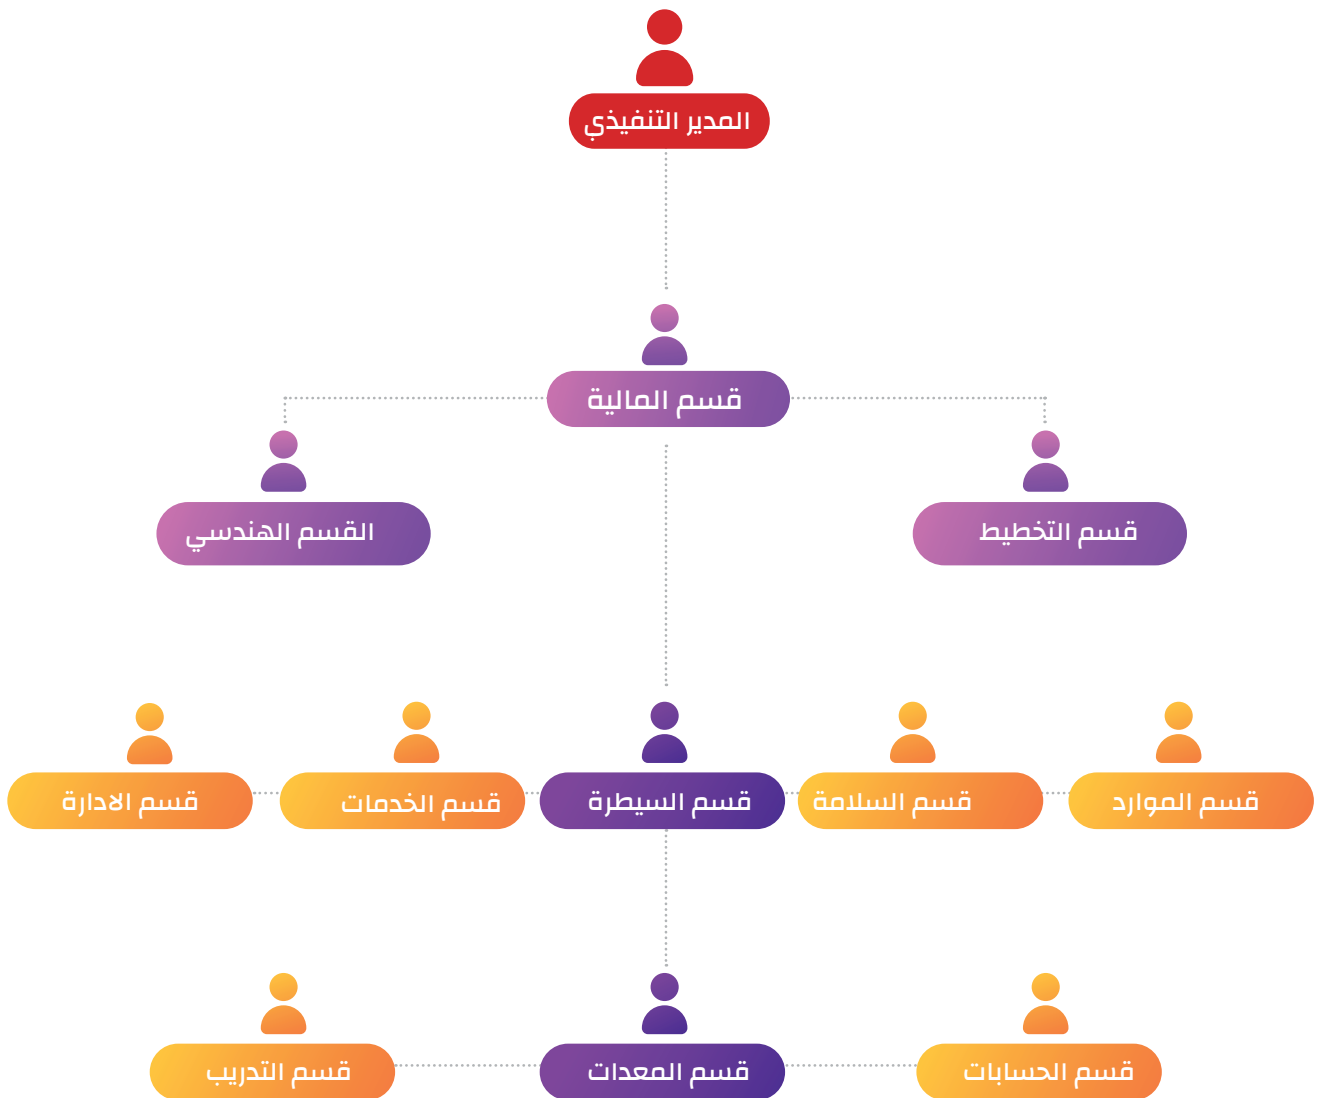 المدير التنفيذي
قسم المالية
قسم التخطيط
القسم الهندسي
قسم الموارد
قسم السلامة
قسم السيطرة
قسم الخدمات
قسم الادارة
قسم الحسابات
قسم المعدات
قسم التدريب